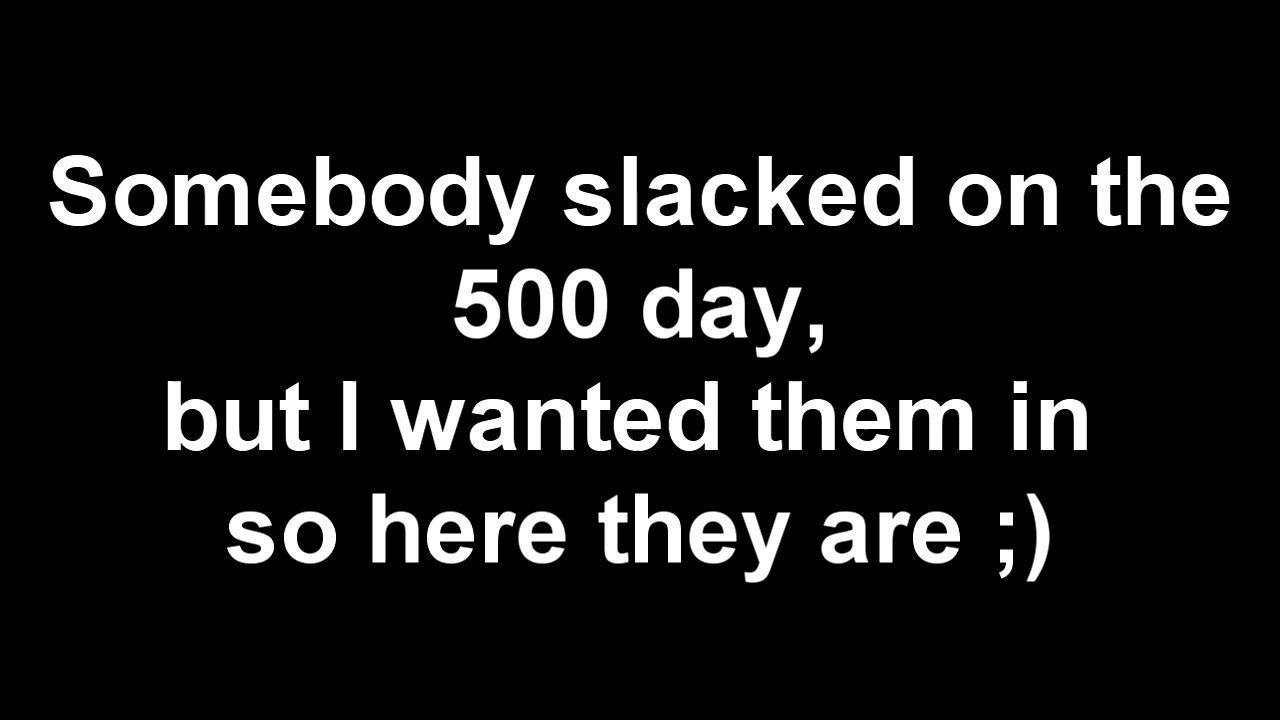 Somebody slacked on the
500 day,
but I wanted them in
so here they are ;)